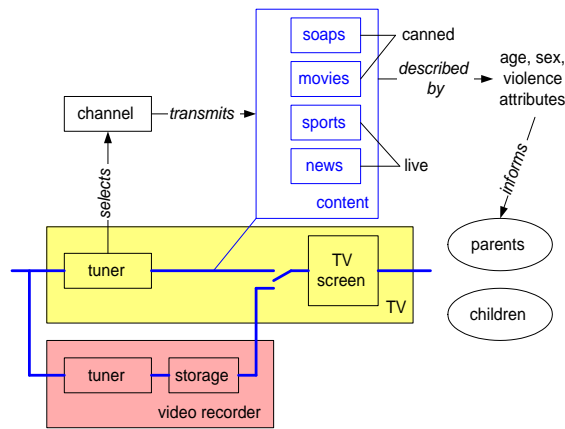 soaps
canned
movies
described
by
age, sex,
violence
attributes
channel
transmits
sports
news
live
content
selects
informs
parents
tuner
TV
screen
TV
children
tuner
storage
video recorder